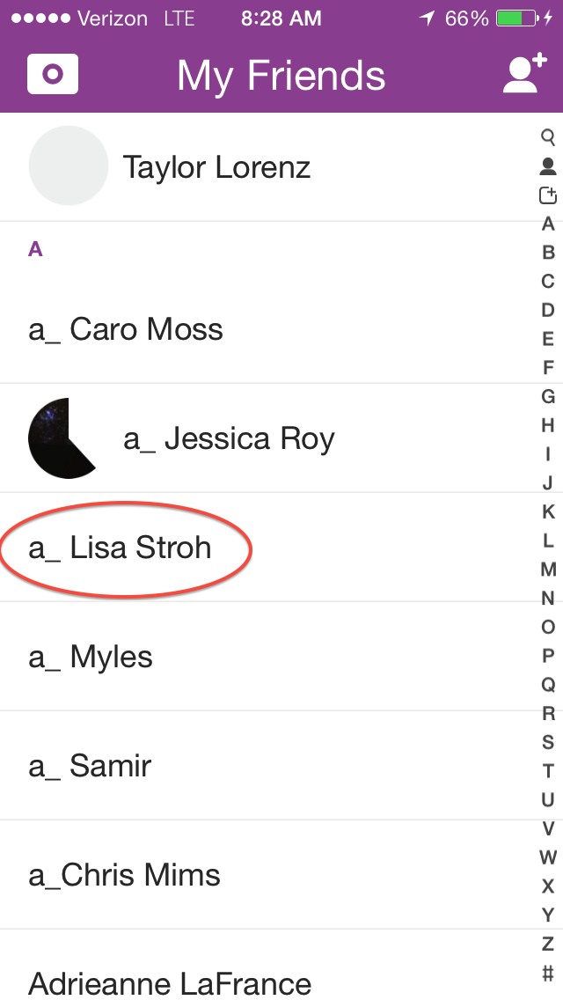 Verizon LTE 8:28 AM 66%
My Friends
Taylor Lorenz
A
a_ Caro Moss
a_ Jessica Roy
a_ Lisa Stroh
a_ Myles
a_ Samir
a_Chris Mims
Adrieanne LaFrance
A
B
C
D
E
F
G
H
I
J
K
L
M
N
O
P
Q
R
S
T
U
V
W
X
Y
Z
#